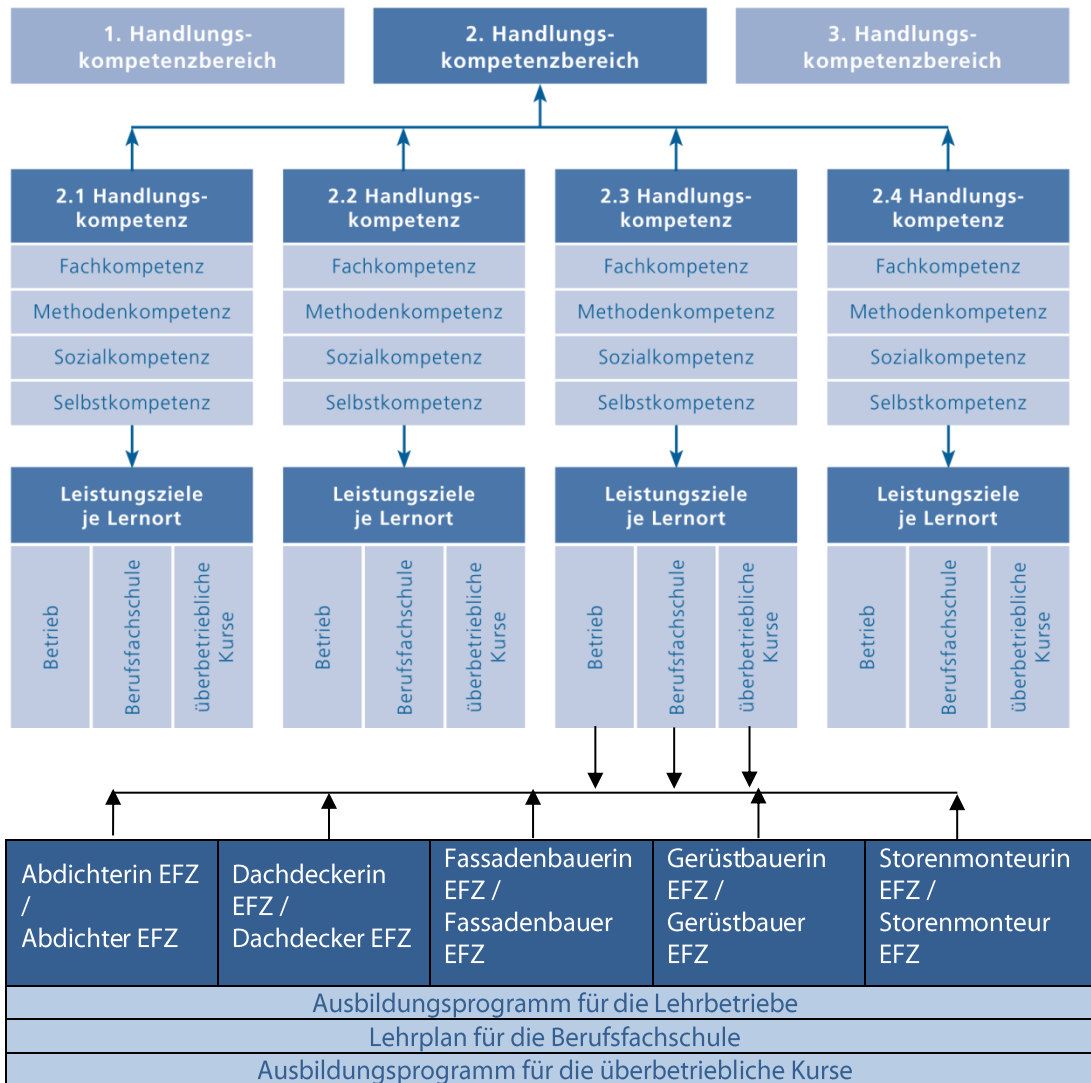 1. Handlungs-
kompetenzbereich
2. Handlungs-
kompetenzbereich
3. Handlungs-
kompetenzbereich
2.1 Handlungs-
kompetenz
Fachkompetenz
Methodenkompetenz
Sozialkompetenz
Selbstkompetenz
2.2 Handlungs-
kompetenz
Fachkompetenz
Methodenkompetenz
Sozialkompetenz
Selbstkompetenz
2.3 Handlungs-
kompetenz
Fachkompetenz
Methodenkompetenz
Sozialkompetenz
Selbstkompetenz
2.4 Handlungs-
kompetenz
Fachkompetenz
Methodenkompetenz
Sozialkompetenz
Selbstkompetenz
Leistungsziele
je Lernort
Betrieb
Berufsfachschule
überbetriebliche
Kurse
Leistungsziele
je Lernort
Betrieb
Berufsfachschule
überbetriebliche
Kurse
Leistungsziele
je Lernort
Betrieb
Berufsfachschule
überbetriebliche
Kurse
Leistungsziele
je Lernort
Betrieb
Berufsfachschule
überbetriebliche
Kurse
Abdichterin EFZ
/
Abdichter EFZ
Dachdeckerin
EFZ /
Dachdecker EFZ
Fassadenbauerin
EFZ /
Fassadenbauer
EFZ
Gerüstbauerin
EFZ /
Gerüstbauer
EFZ
Storenmonteurin
EFZ /
Storenmonteur
EFZ
Ausbildungsprogramm für die Lehrbetriebe
Lehrplan für die Berufsfachschule
Ausbildungsprogramm für die überbetriebliche Kurse